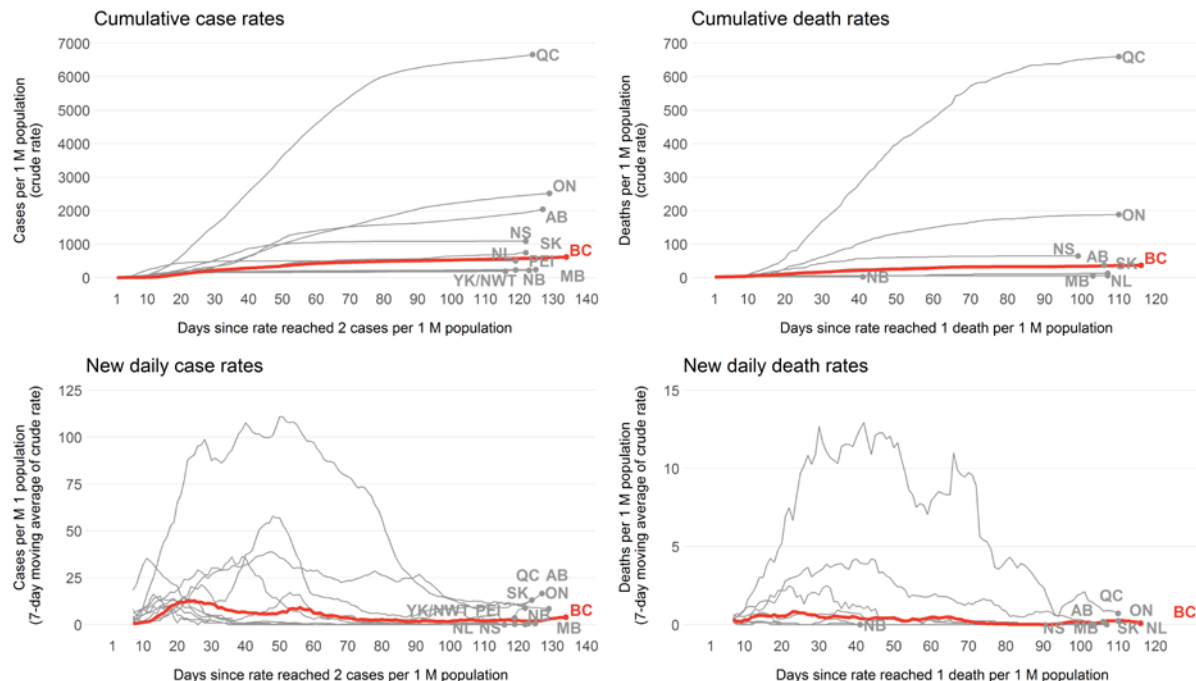 Cumulative case rates
Cases per 1 M population
(crude rate)
7000
6000
5000
4000
3000
2000
1000
0
QC
ON
AB
NS
SK
NL
BC
PEI
YK/NWT
NB
MB
1 10 20 30 40 50 60 70 80 90 100 110 120 130 140
Days since rate reached 2 cases per 1 M population
Cumulative death rates
Deaths per 1 M population
(crude rate)
700
600
500
400
300
200
100
0
QC
ON
NS
AB
SK
BC
NB
MB
NL
1 10 20 30 40 50 60 70 80 90 100 110 120
Days since rate reached 1 death per 1 M population
New daily case rates
Cases per M 1 population
(7-day moving average of crude rate)
125
100
75
50
25
0
QC AB
SK ON
YK/NWT PEI NB BC
NL NS MB
1 10 20 30 40 50 60 70 80 90 100 110 120 130 140
Days since rate reached 2 cases per 1 M population
New daily death rates
Deaths per 1 M population
(7-day moving average of crude rate)
15
10
5
0
QC
AB ON BC
NB NS MB SK NL
1 10 20 30 40 50 60 70 80 90 100 110 120
Days since rate reached 1 death per 1 M population